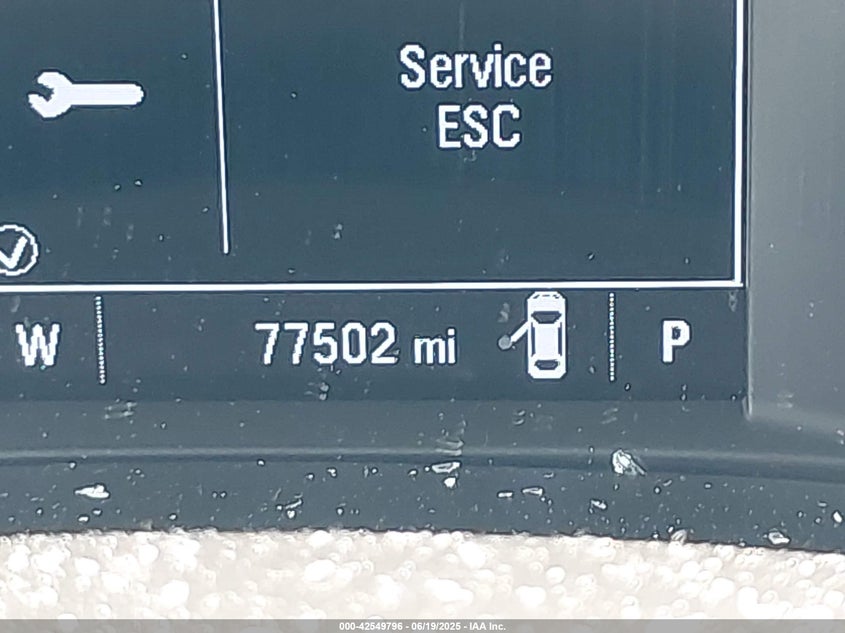 Service
ESC
W 77502 mi P
000-42549796 - 06/19/2025 - IAA Inc.